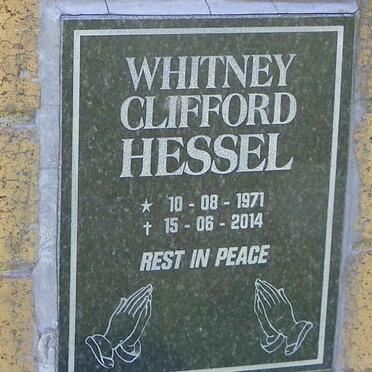 WHITNEY
CLIFFORD
HESSEL
★ 10 - 08 - 1971
† 15 - 06 - 2014
REST IN PEACE